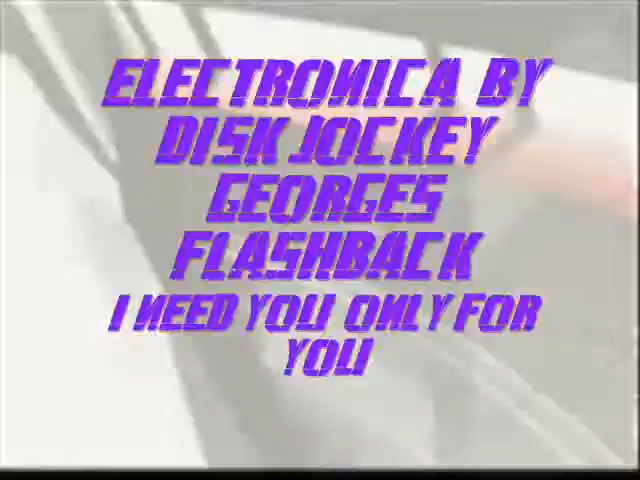 ELECTRONICA BY
DISK JOCKEY
GEORGES
FLASHBACK
I NEED YOU ONLY FOR
YOU